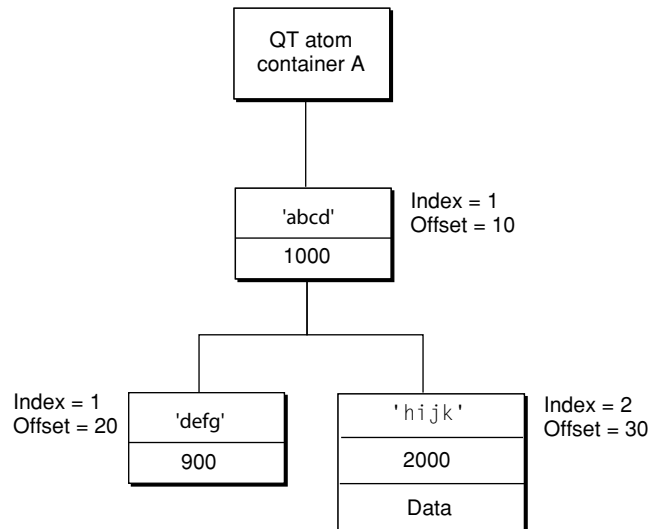 QT atom
container A
'abcd'
1000
Index = 1
Offset = 10
Index = 1
Offset = 20
'defg'
900
'hijk'
2000
Data
Index = 2
Offset = 30